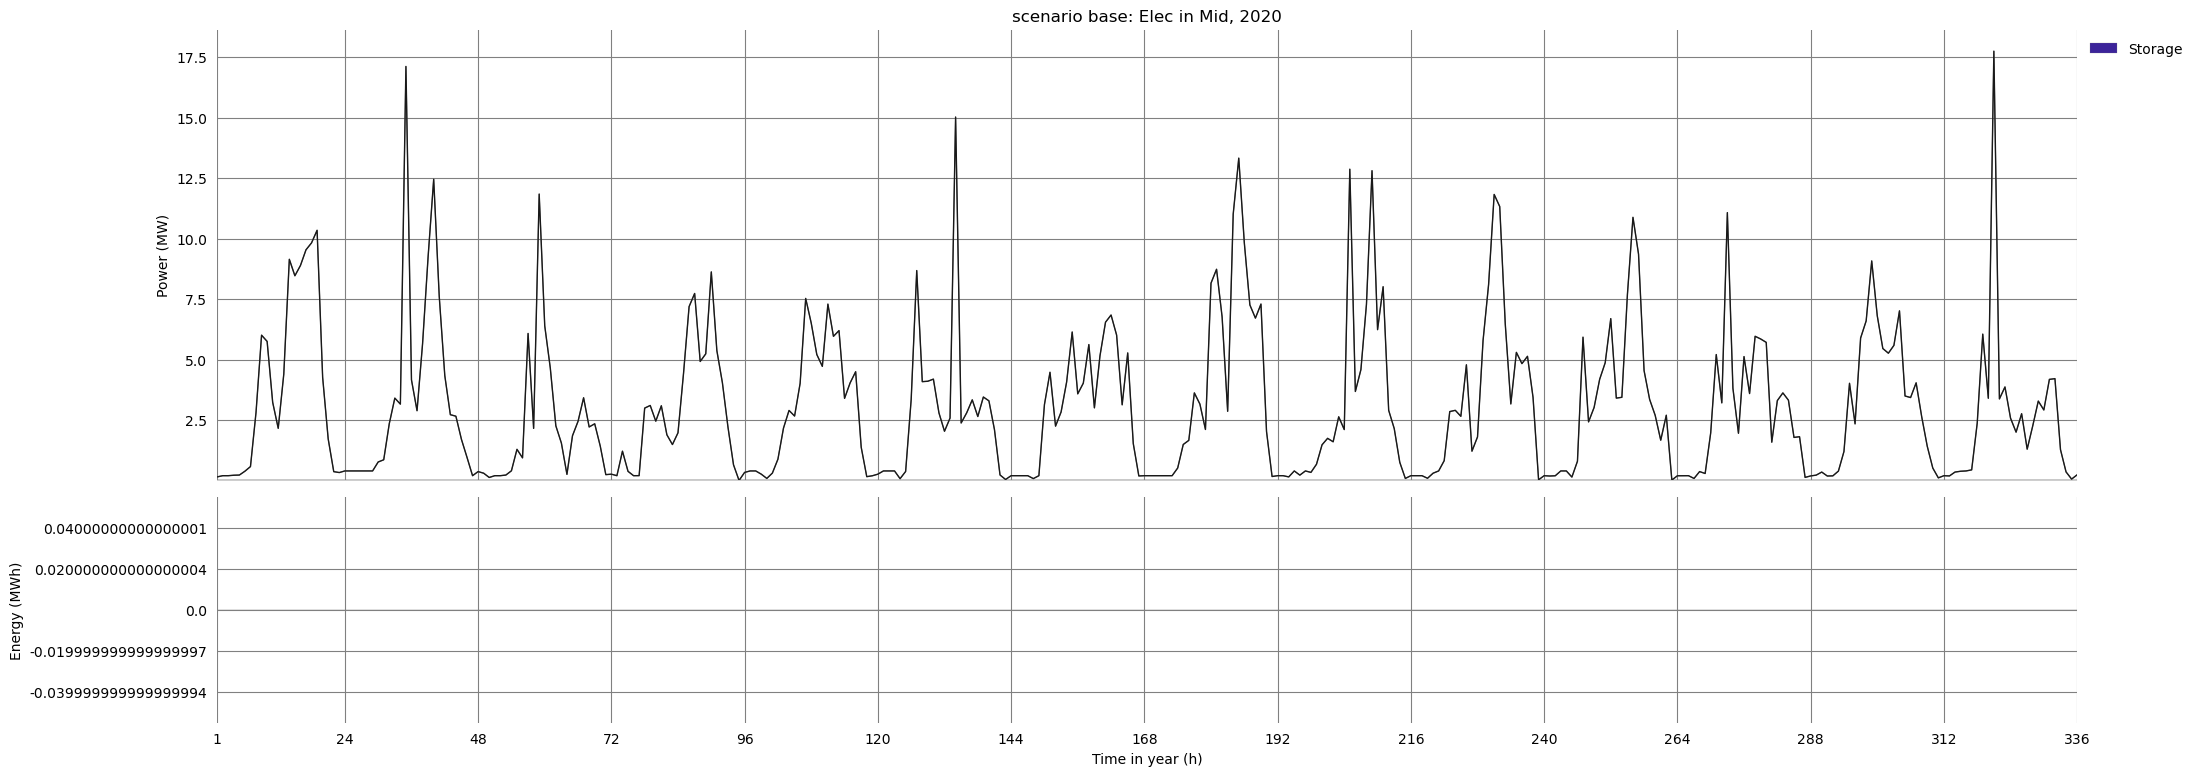 scenario base: Elec in Mid, 2020
Storage
17.5
15.0
12.5
10.0
7.5
5.0
2.5
Power (MW)
0.040000000000000001
0.020000000000000004
0.0
-0.019999999999999997
-0.039999999999999994
Energy (MWh)
1 24 48 72 96 120 144 168 192 216 240 264 288 312 336
Time in year (h)